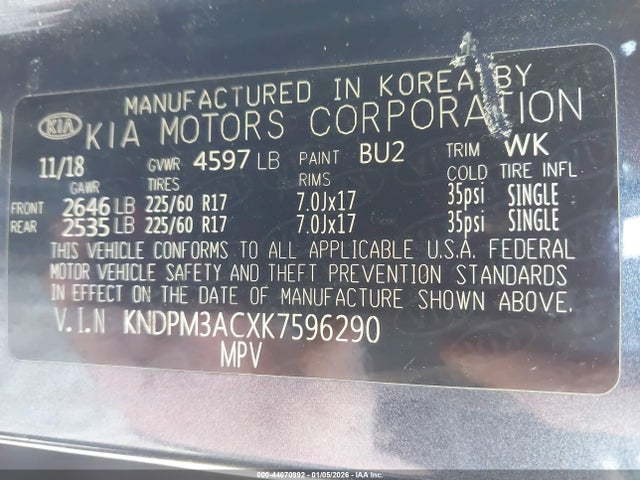 MANUFACTURED IN KOREA BY
KIA KIA MOTORS CORPORATION
11/18 GVWR 4597 LB PAINT BU2 TRIM WK
GAWR TIRES RIMS COLD TIRE INFL
FRONT 2646 LB 225/60 R17 7.0Jx17 35psi SINGLE
REAR 2535 LB 225/60 R17 7.0Jx17 35psi SINGLE
THIS VEHICLE CONFORMS TO ALL APPLICABLE U.S.A. FEDERAL
MOTOR VEHICLE SAFETY AND THEFT PREVENTION STANDARDS
IN EFFECT ON THE DATE OF MANUFACTURE SHOWN ABOVE.
V.I.N KNDPM3ACXK7596290
MPV
000-44070992 - 01/05/2026 - IAA Inc.